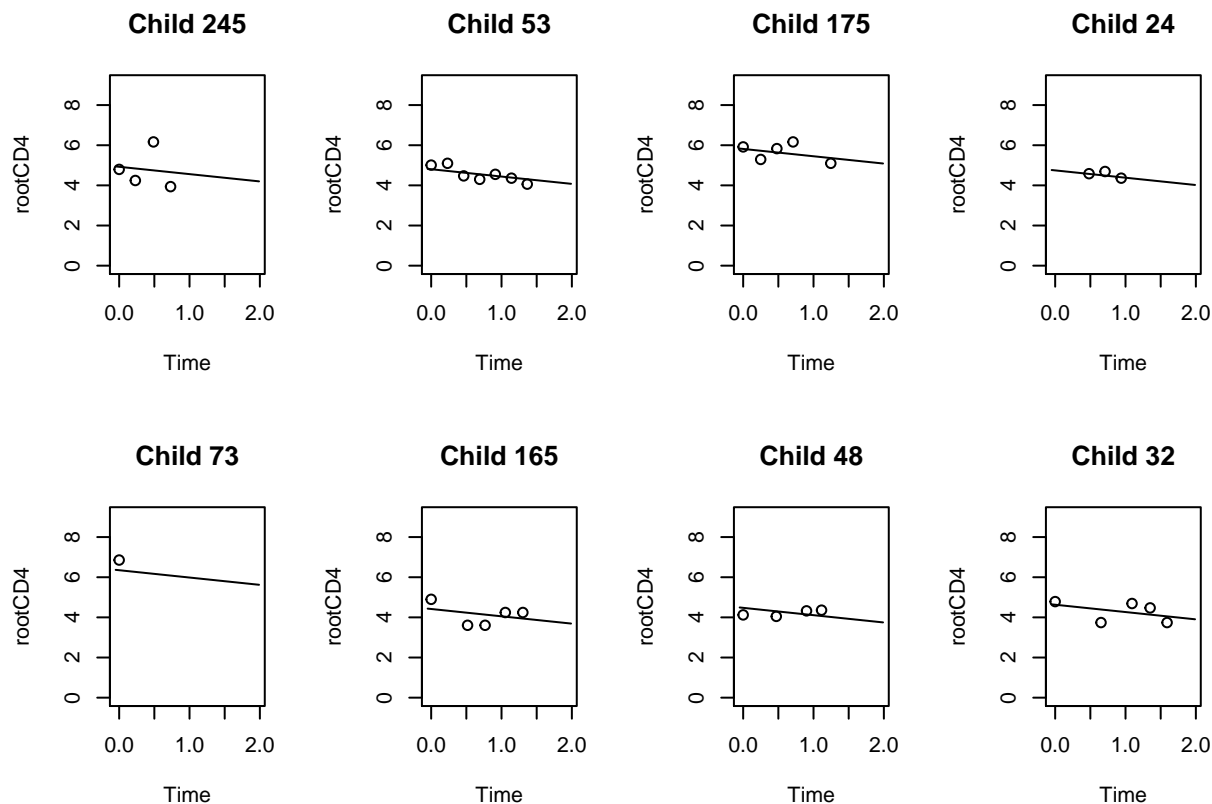 Child 245
Child 53
Child 175
Child 24
rootCD4
0 2 4 6 8
0.0 1.0 2.0
Time
rootCD4
0 2 4 6 8
0.0 1.0 2.0
Time
rootCD4
0 2 4 6 8
0.0 1.0 2.0
Time
rootCD4
0 2 4 6 8
0.0 1.0 2.0
Time
Child 73
Child 165
Child 48
Child 32
rootCD4
0 2 4 6 8
0.0 1.0 2.0
Time
rootCD4
0 2 4 6 8
0.0 1.0 2.0
Time
rootCD4
0 2 4 6 8
0.0 1.0 2.0
Time
rootCD4
0 2 4 6 8
0.0 1.0 2.0
Time